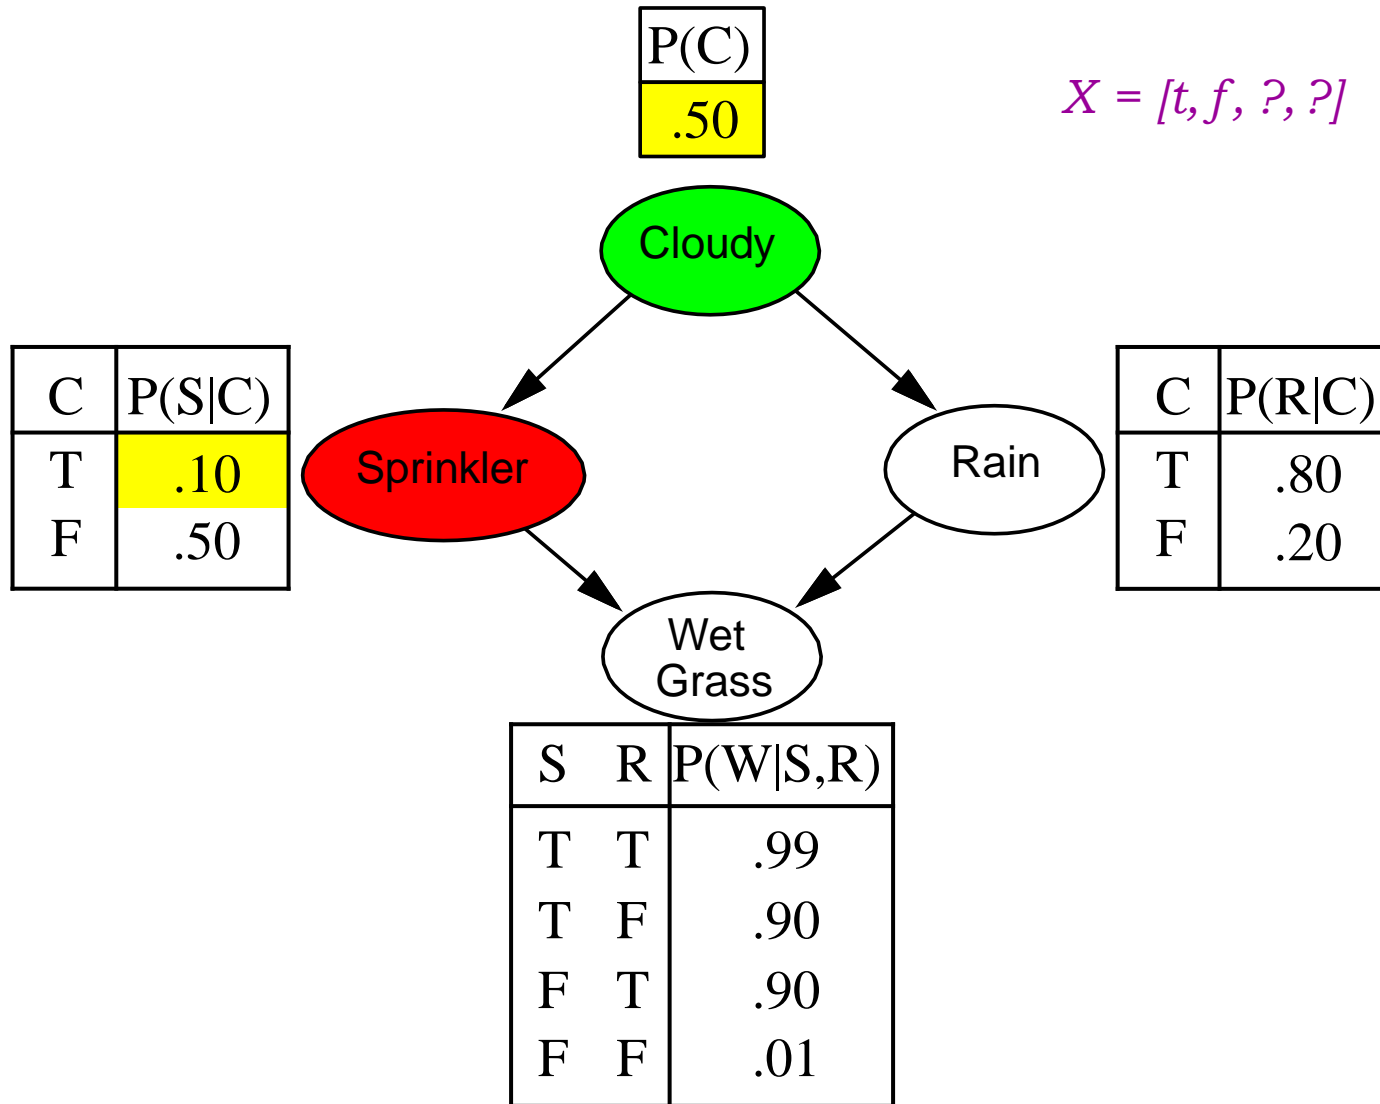 P(C)
.50
X = [t, f, ?, ?]
Cloudy
C P(S|C)
T .10
F .50
Sprinkler
Rain
C P(R|C)
T .80
F .20
Wet
Grass
S R P(W|S,R)
T T .99
T F .90
F T .90
F F .01